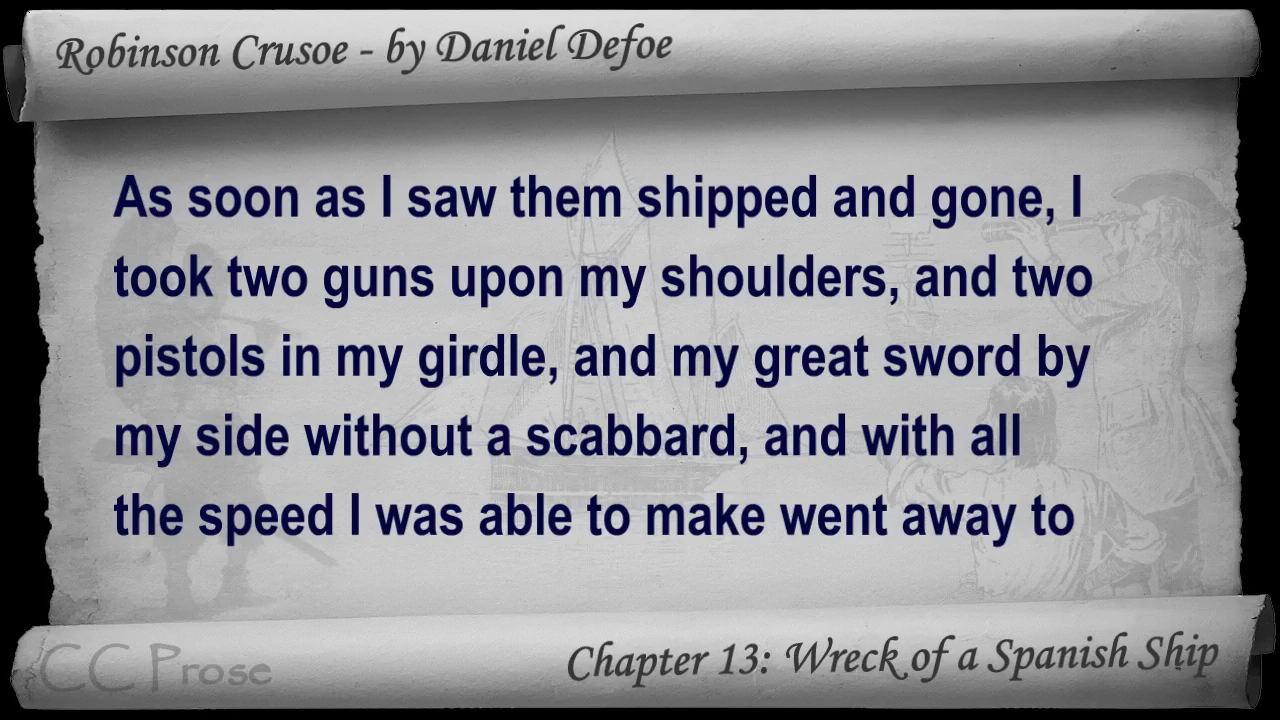 Robinson Crusoe - by Daniel Defoe
As soon as I saw them shipped and gone, I
took two guns upon my shoulders, and two
pistols in my girdle, and my great sword by
my side without a scabbard, and with all
the speed I was able to make went away to
CC Prose
Chapter 13: Wreck of a Spanish Ship